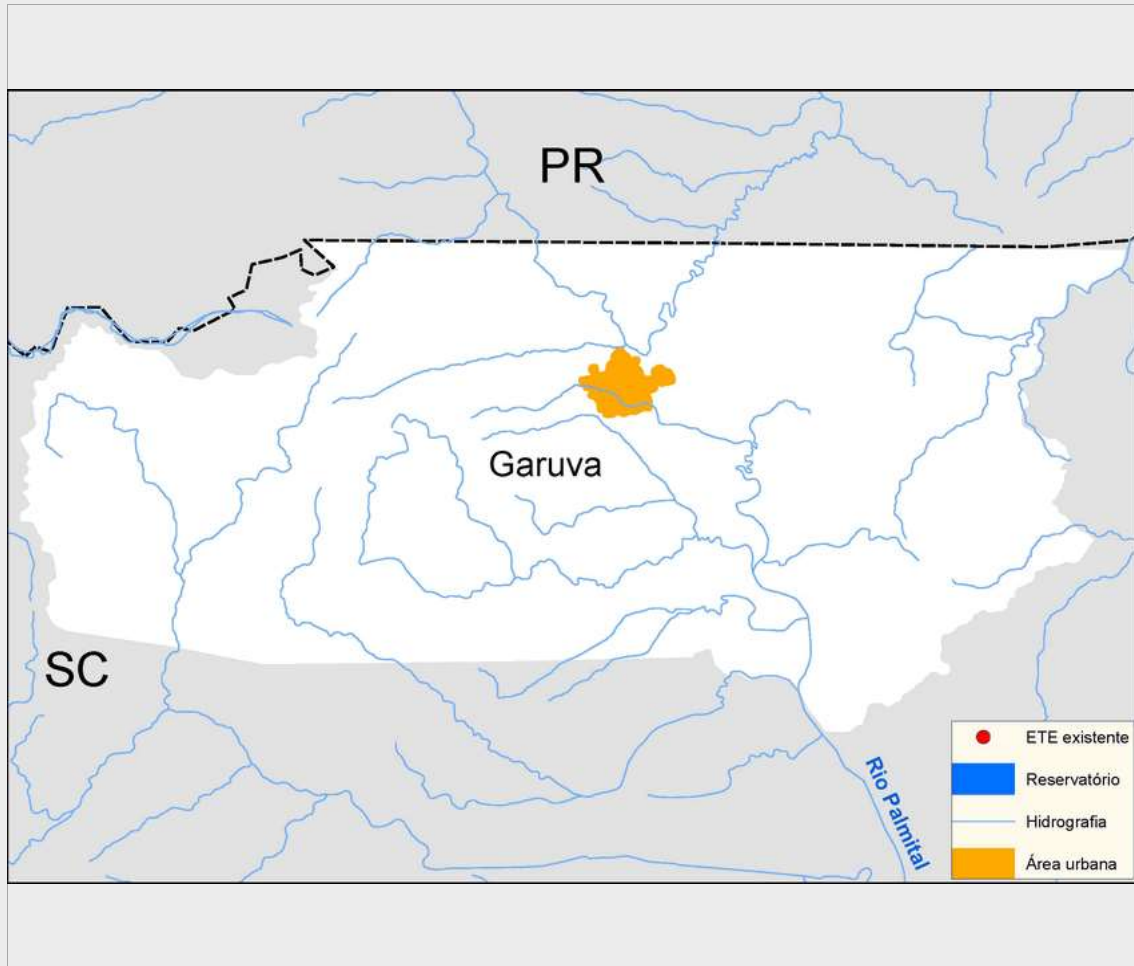 PR
Garuva
SC
Rio Palmital
ETE existente
Reservatório
Hidrografia
Área urbana